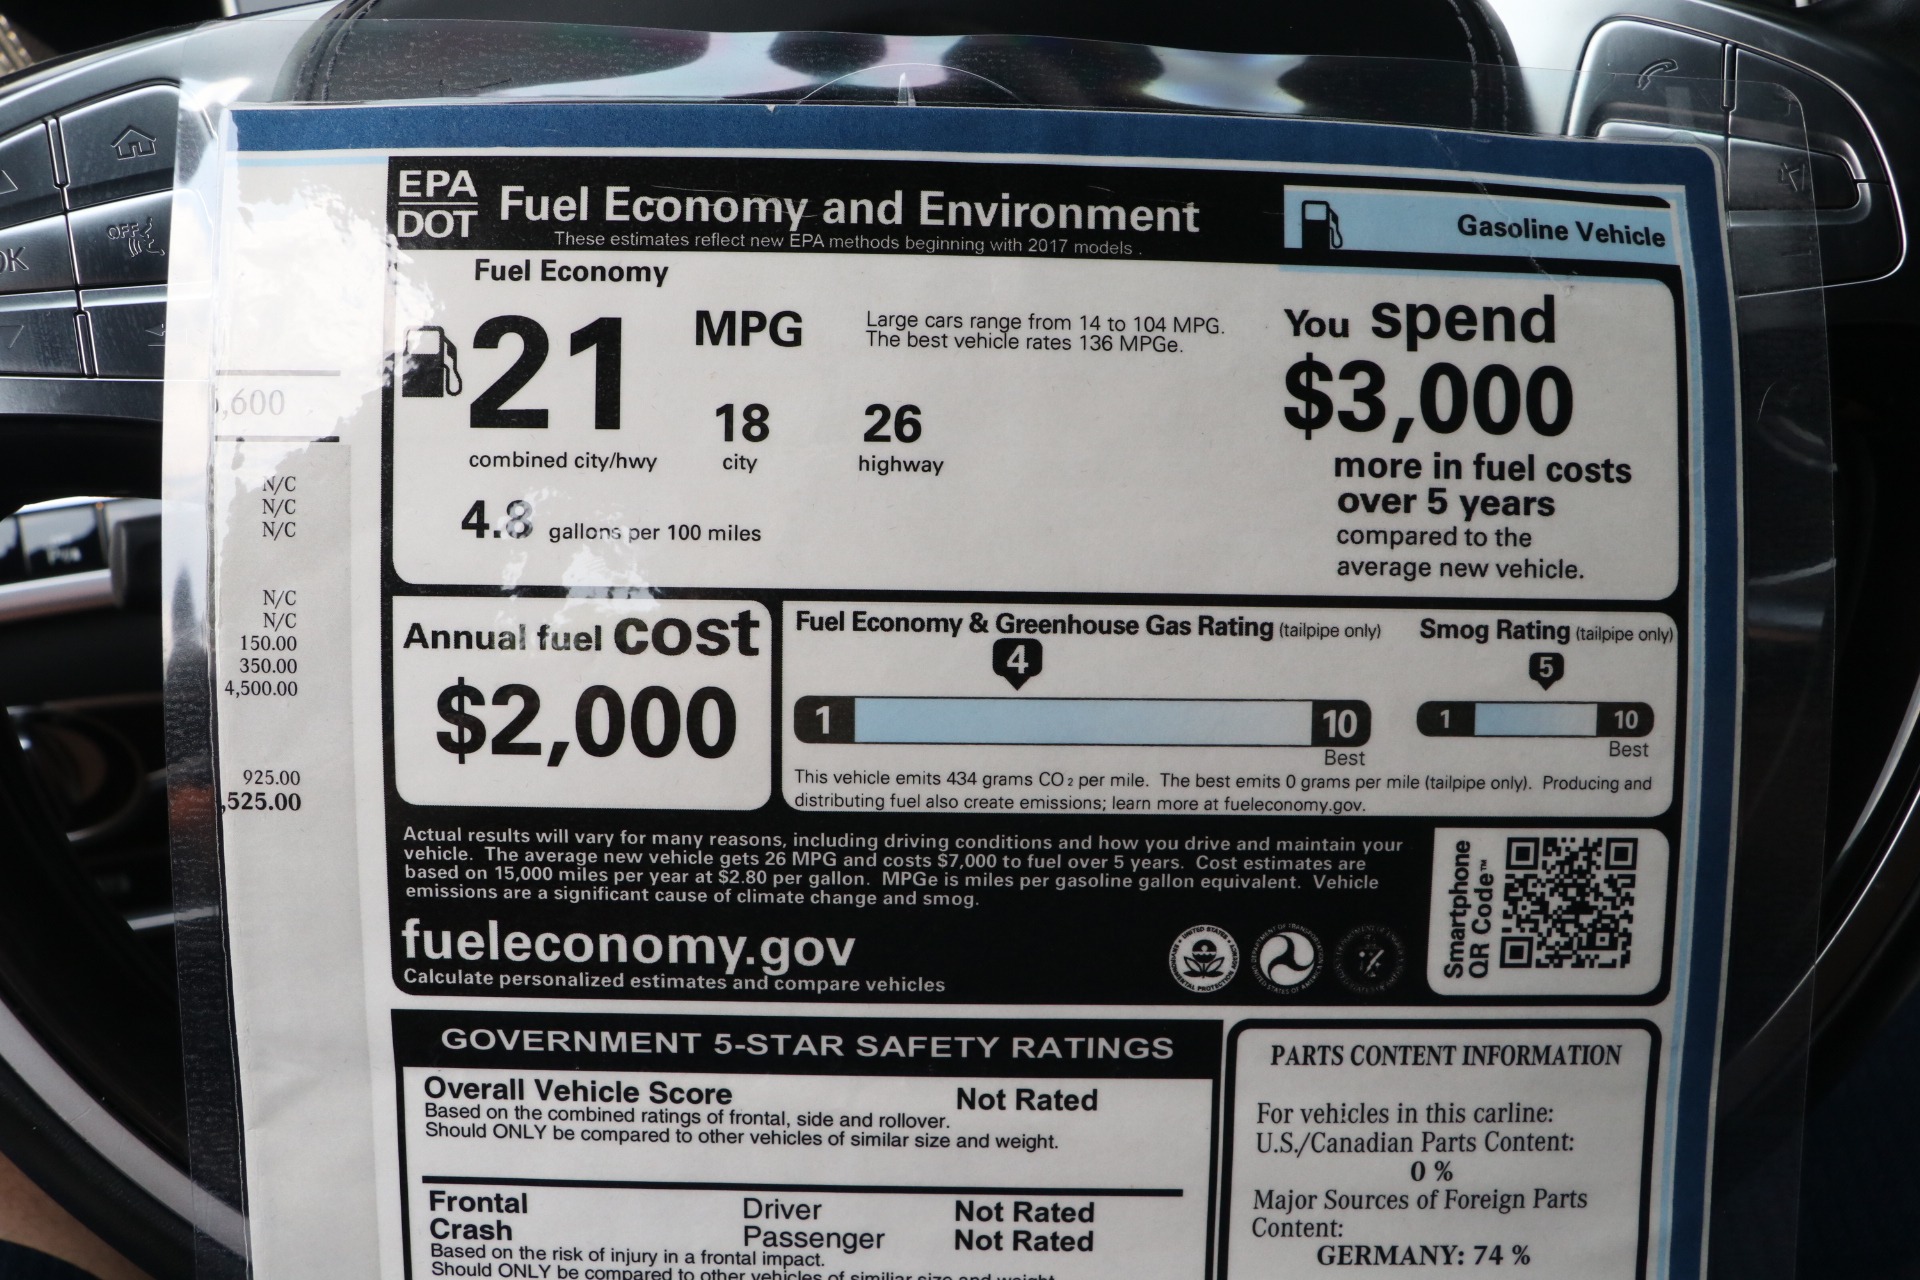 OFF
OK
,600
N/C
N/C
N/C
N/C
N/C
150.00
350.00
4,500.00
925.00
,525.00
EPA
DOT
Fuel Economy and Environment
These estimates reflect new EPA methods beginning with 2017 models .
Gasoline Vehicle
Fuel Economy
21
MPG
18
city
26
highway
combined city/hwy
4.8 gallons per 100 miles
Large cars range from 14 to 104 MPG.
The best vehicle rates 136 MPGe.
You spend
$3,000
more in fuel costs
over 5 years
compared to the
average new vehicle.
Annual fuel cost
$2,000
Fuel Economy & Greenhouse Gas Rating (tailpipe only)
4
1
10
Best
Smog Rating (tailpipe only)
5
1
10
Best
This vehicle emits 434 grams CO2 per mile. The best emits 0 grams per mile (tailpipe only). Producing and
distributing fuel also create emissions; learn more at fueleconomy.gov.
Actual results will vary for many reasons, including driving conditions and how you drive and maintain your
vehicle. The average new vehicle gets 26 MPG and costs $7,000 to fuel over 5 years. Cost estimates are
based on 15,000 miles per year at $2.80 per gallon. MPGe is miles per gasoline gallon equivalent. Vehicle
emissions are a significant cause of climate change and smog.
fueleconomy.gov
Calculate personalized estimates and compare vehicles
Smartphone
QR Code™
GOVERNMENT 5-STAR SAFETY RATINGS
Overall Vehicle Score
Not Rated
Based on the combined ratings of frontal, side and rollover.
Should ONLY be compared to other vehicles of similar size and weight.
Frontal
Crash
Driver
Passenger
Not Rated
Not Rated
Based on the risk of injury in a frontal impact.
Should ONLY be compared to other vehicles of similiar size and weight.
PARTS CONTENT INFORMATION
For vehicles in this carline:
U.S./Canadian Parts Content:
0 %
Major Sources of Foreign Parts
Content:
GERMANY: 74 %